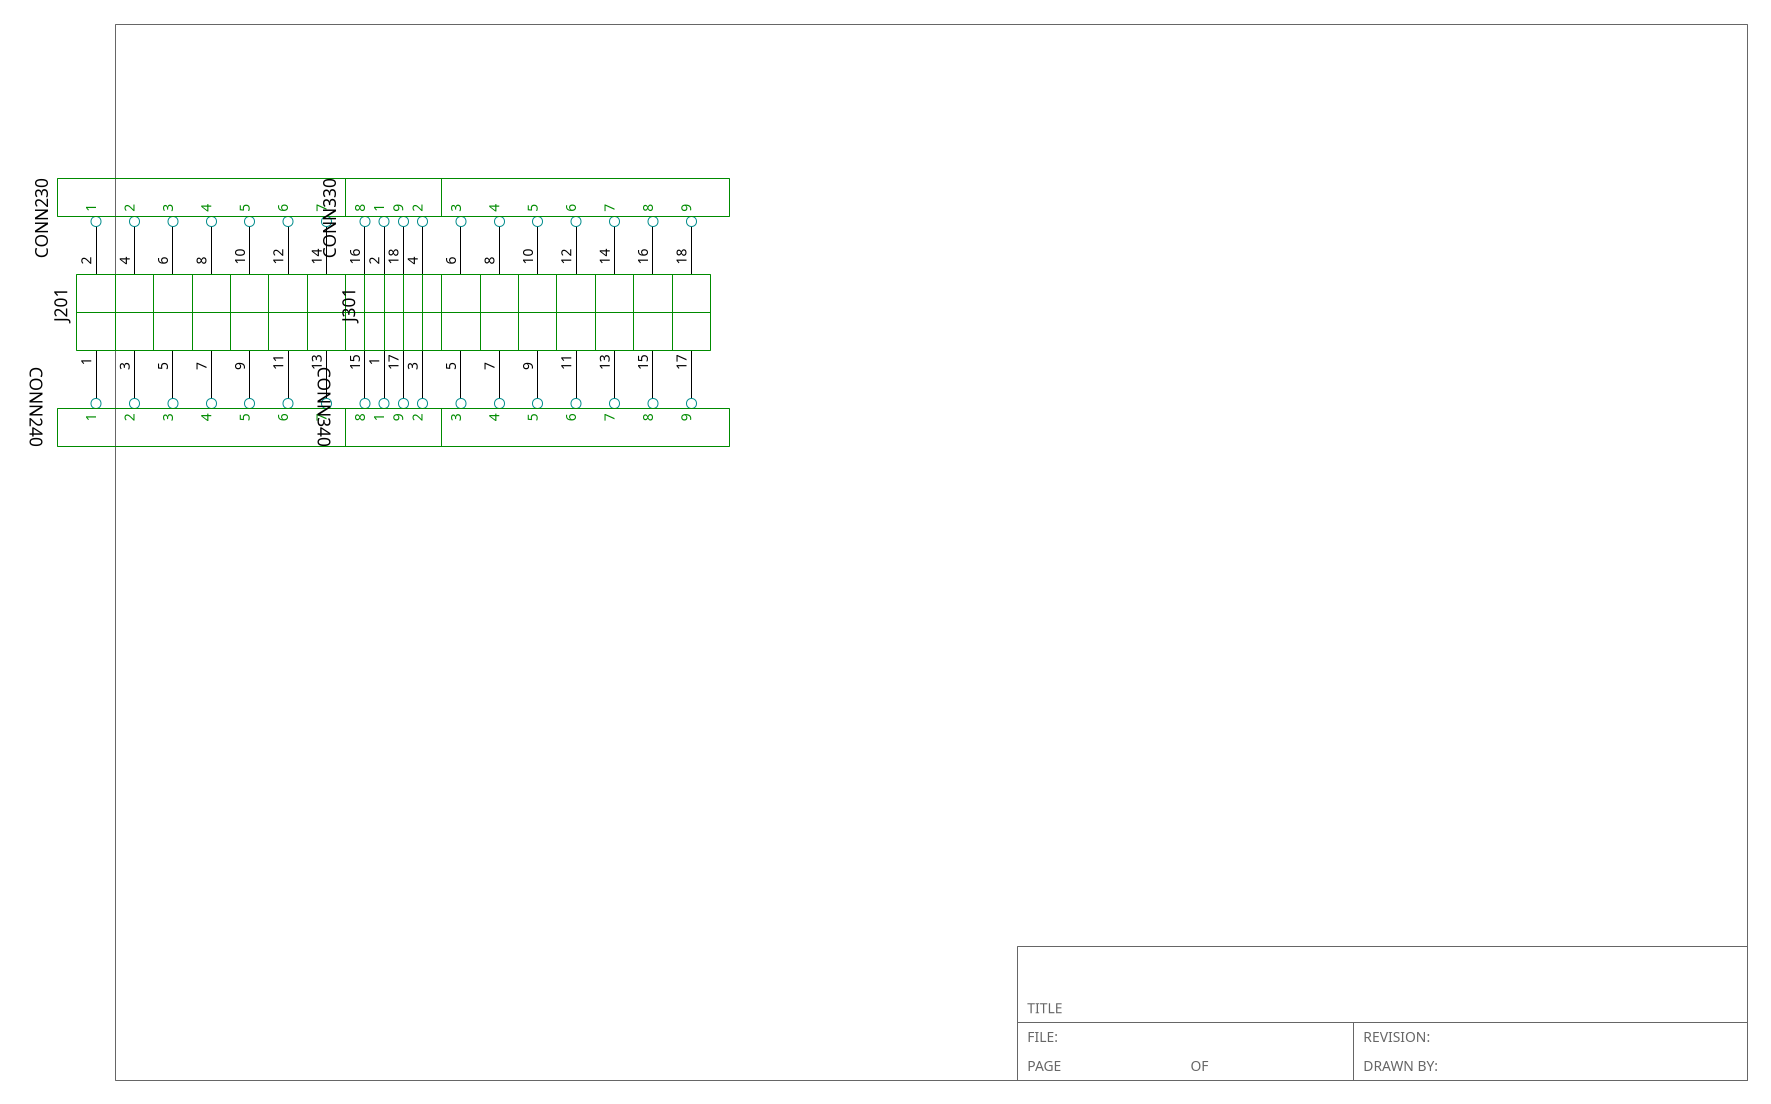 CONN230
CONN330
1 2 3 4 5 6 7 8 1 9 2 3 4 5 6 7 8 9
2 4 6 8 10 12 14 16 2 18 4 6 8 10 12 14 16 18
J201
J301
1 3 5 7 9 11 13 15 1 17 3 5 7 9 11 13 15 17
CONN240
CONN340
1 2 3 4 5 6 8 1 9 2 3 4 5 6 7 8 9
TITLE
FILE:
REVISION:
PAGE OF
DRAWN BY: